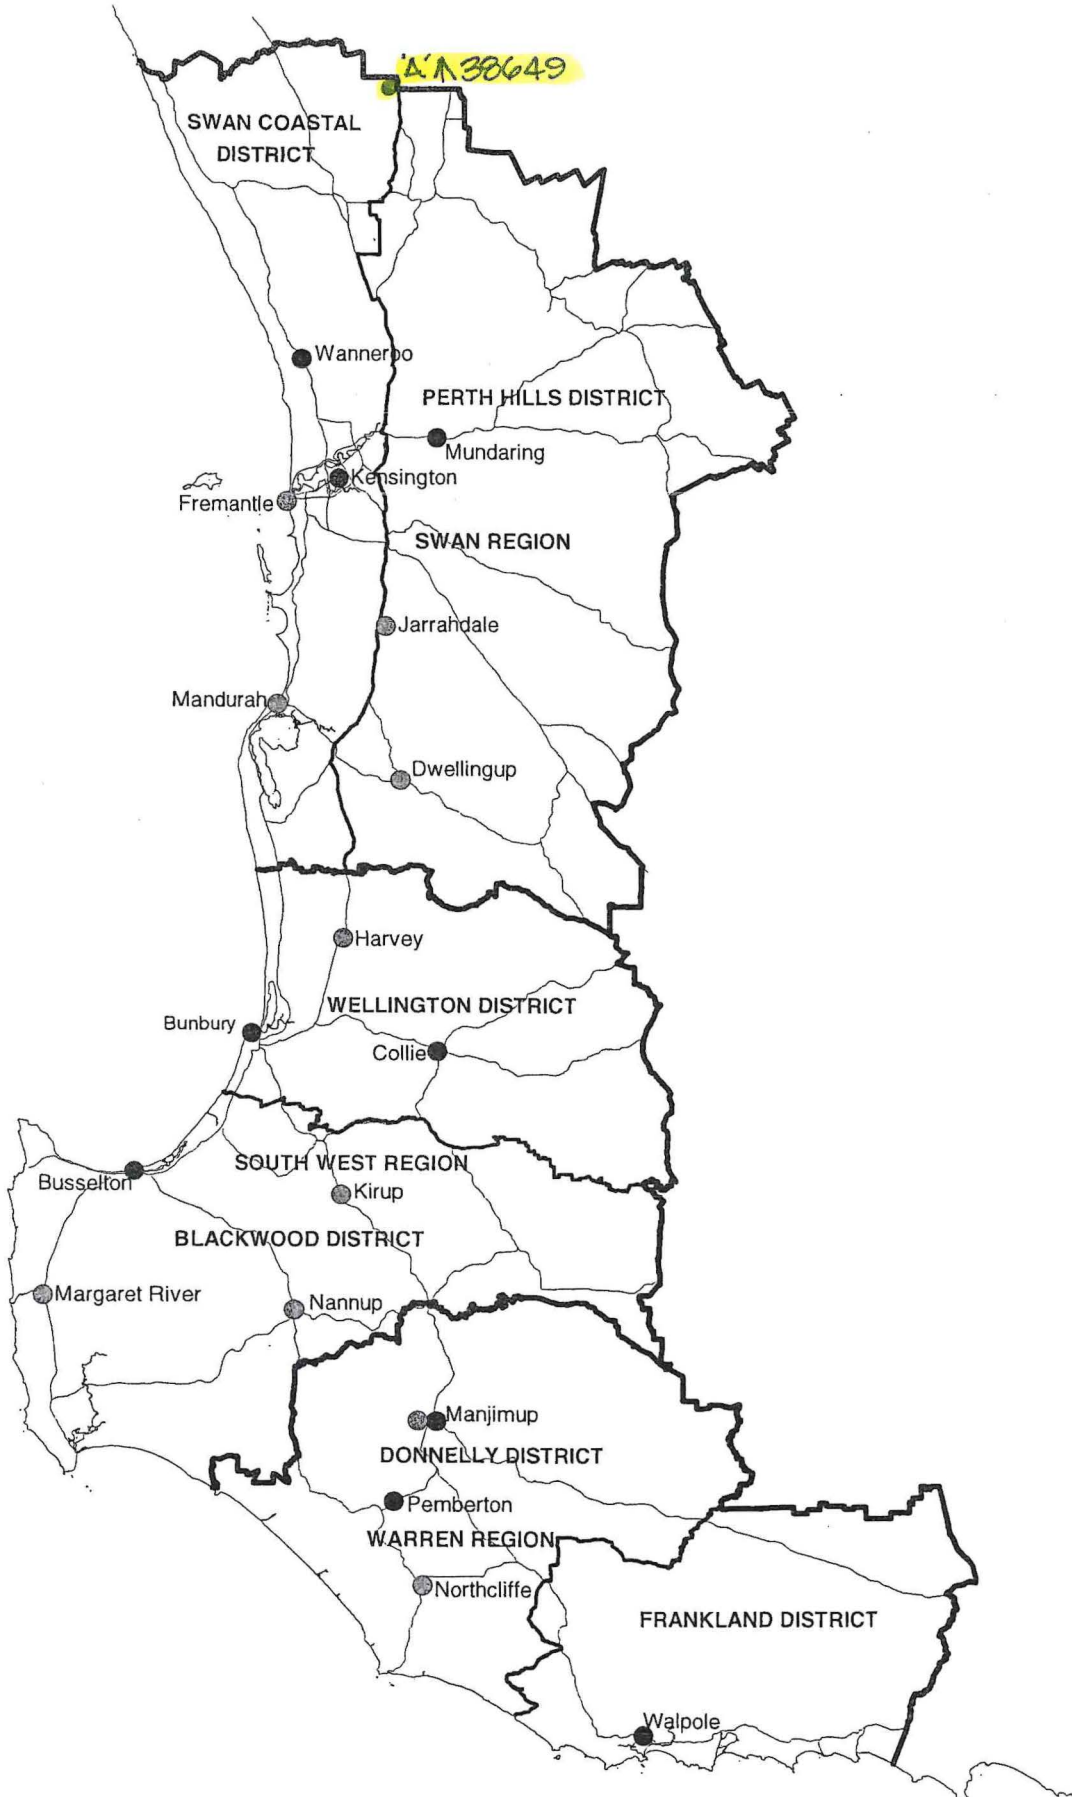 'A' Λ 38649
SWAN COASTAL
DISTRICT
Wanneroo
PERTH HILLS DISTRICT
Mundaring
Kensington
Fremantle
SWAN REGION
Jarrahdale
Mandurah
Dwellingup
Harvey
WELLINGTON DISTRICT
Bunbury
Collie
SOUTH WEST REGION
Busselton
Kirup
BLACKWOOD DISTRICT
Margaret River
Nannup
Manjimup
DONNELLY DISTRICT
Pemberton
WARREN REGION
Northcliffe
FRANKLAND DISTRICT
Walpole